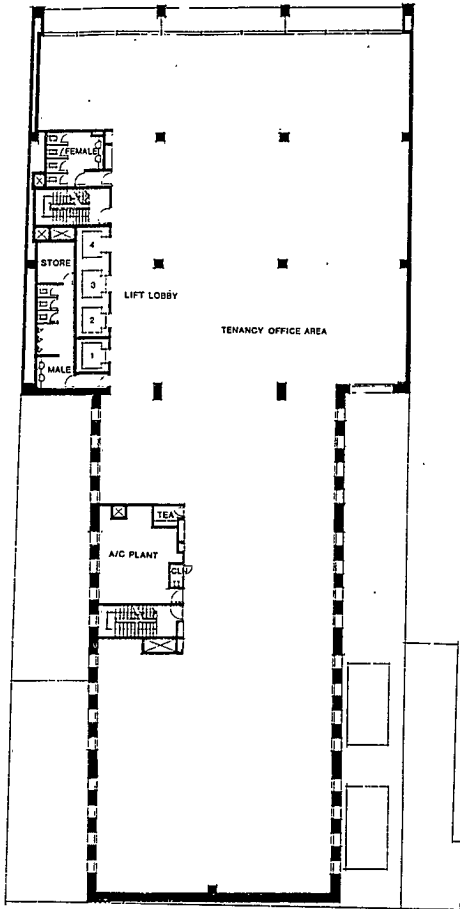 FEMALE
4
STORE
3
LIFT LOBBY
2
TENANCY OFFICE AREA
1
MALE
TEA
A/C PLANT
CLN